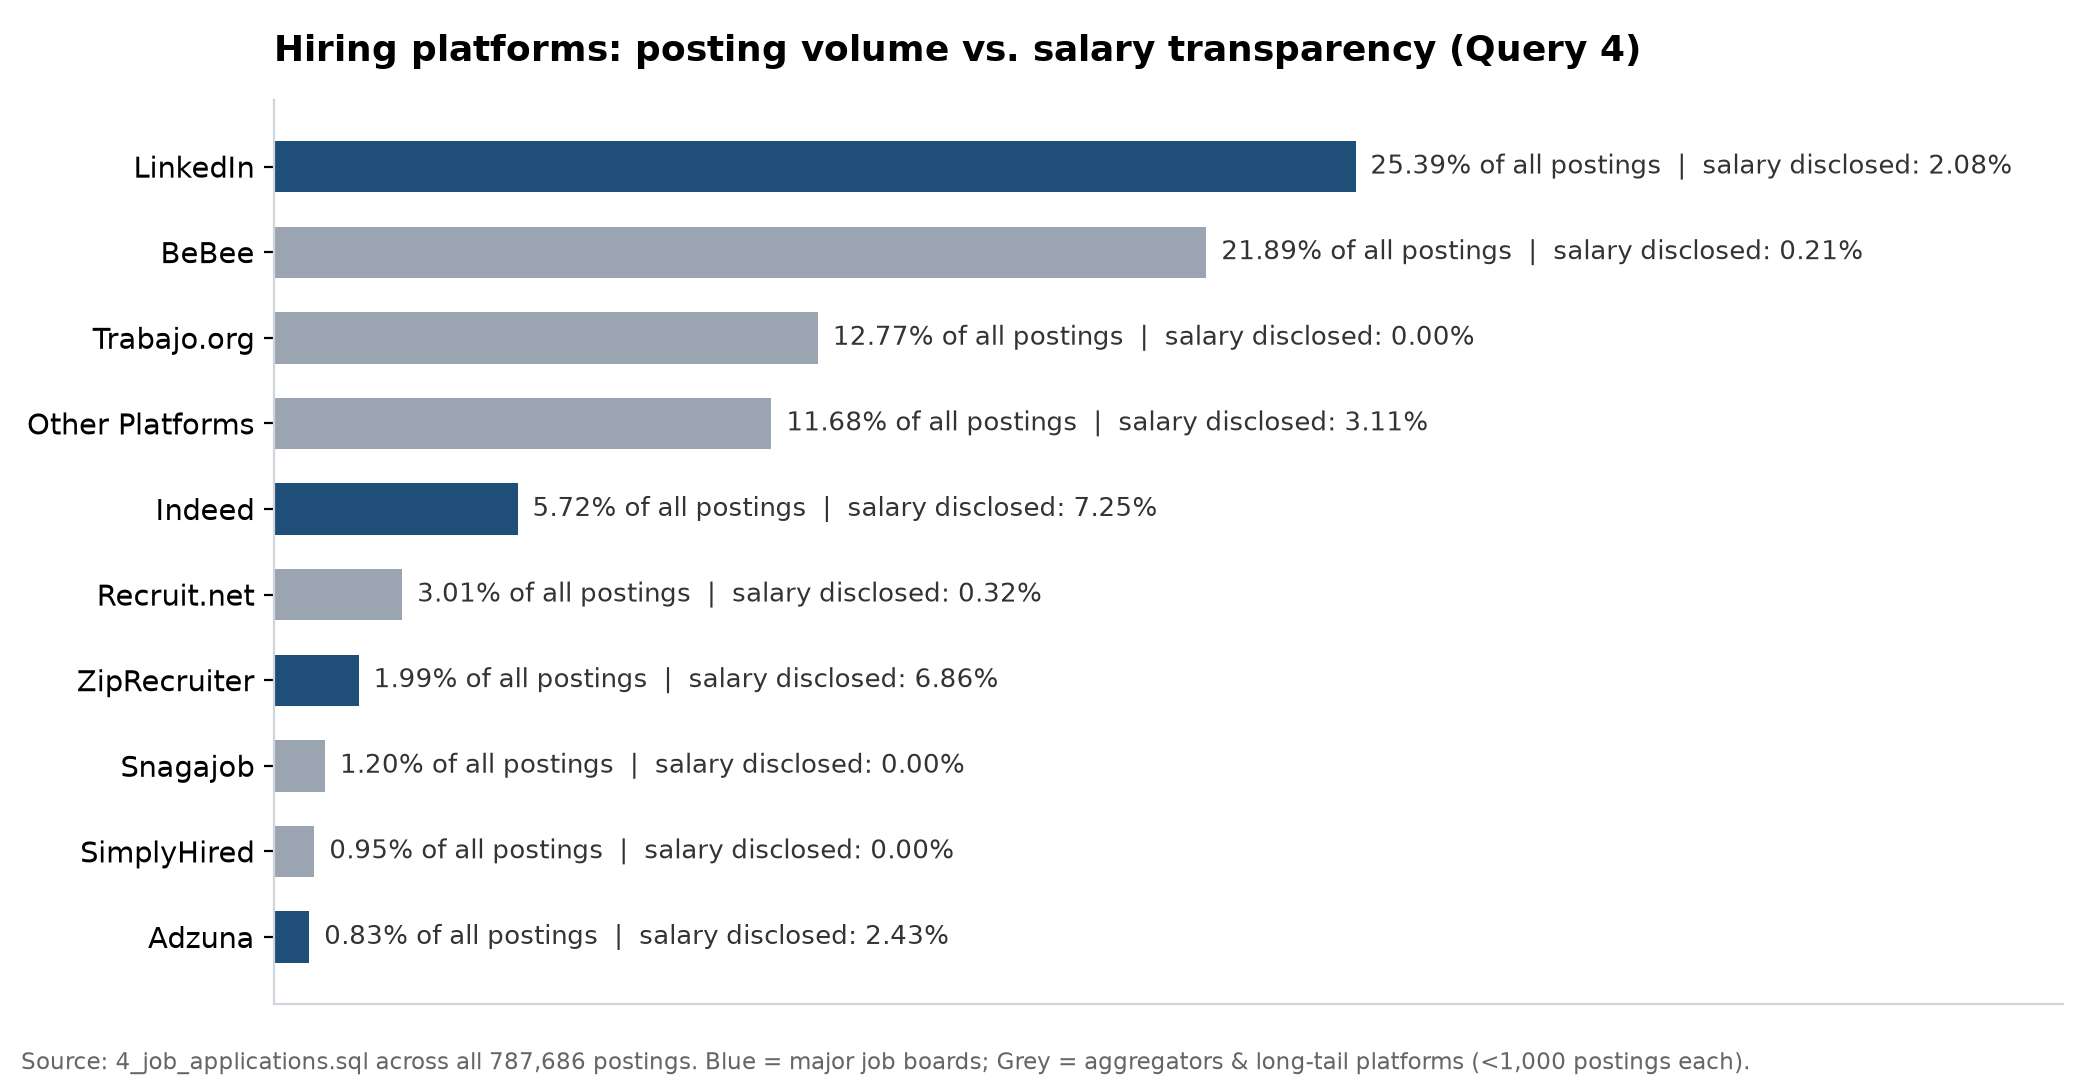 Hiring platforms: posting volume vs. salary transparency (Query 4)
LinkedIn 25.39% of all postings | salary disclosed: 2.08%
BeBee 21.89% of all postings | salary disclosed: 0.21%
Trabajo.org 12.77% of all postings | salary disclosed: 0.00%
Other Platforms 11.68% of all postings | salary disclosed: 3.11%
Indeed 5.72% of all postings | salary disclosed: 7.25%
Recruit.net 3.01% of all postings | salary disclosed: 0.32%
ZipRecruiter 1.99% of all postings | salary disclosed: 6.86%
Snagajob 1.20% of all postings | salary disclosed: 0.00%
SimplyHired 0.95% of all postings | salary disclosed: 0.00%
Adzuna 0.83% of all postings | salary disclosed: 2.43%
Source: 4_job_applications.sql across all 787,686 postings. Blue = major job boards; Grey = aggregators & long-tail platforms (<1,000 postings each).